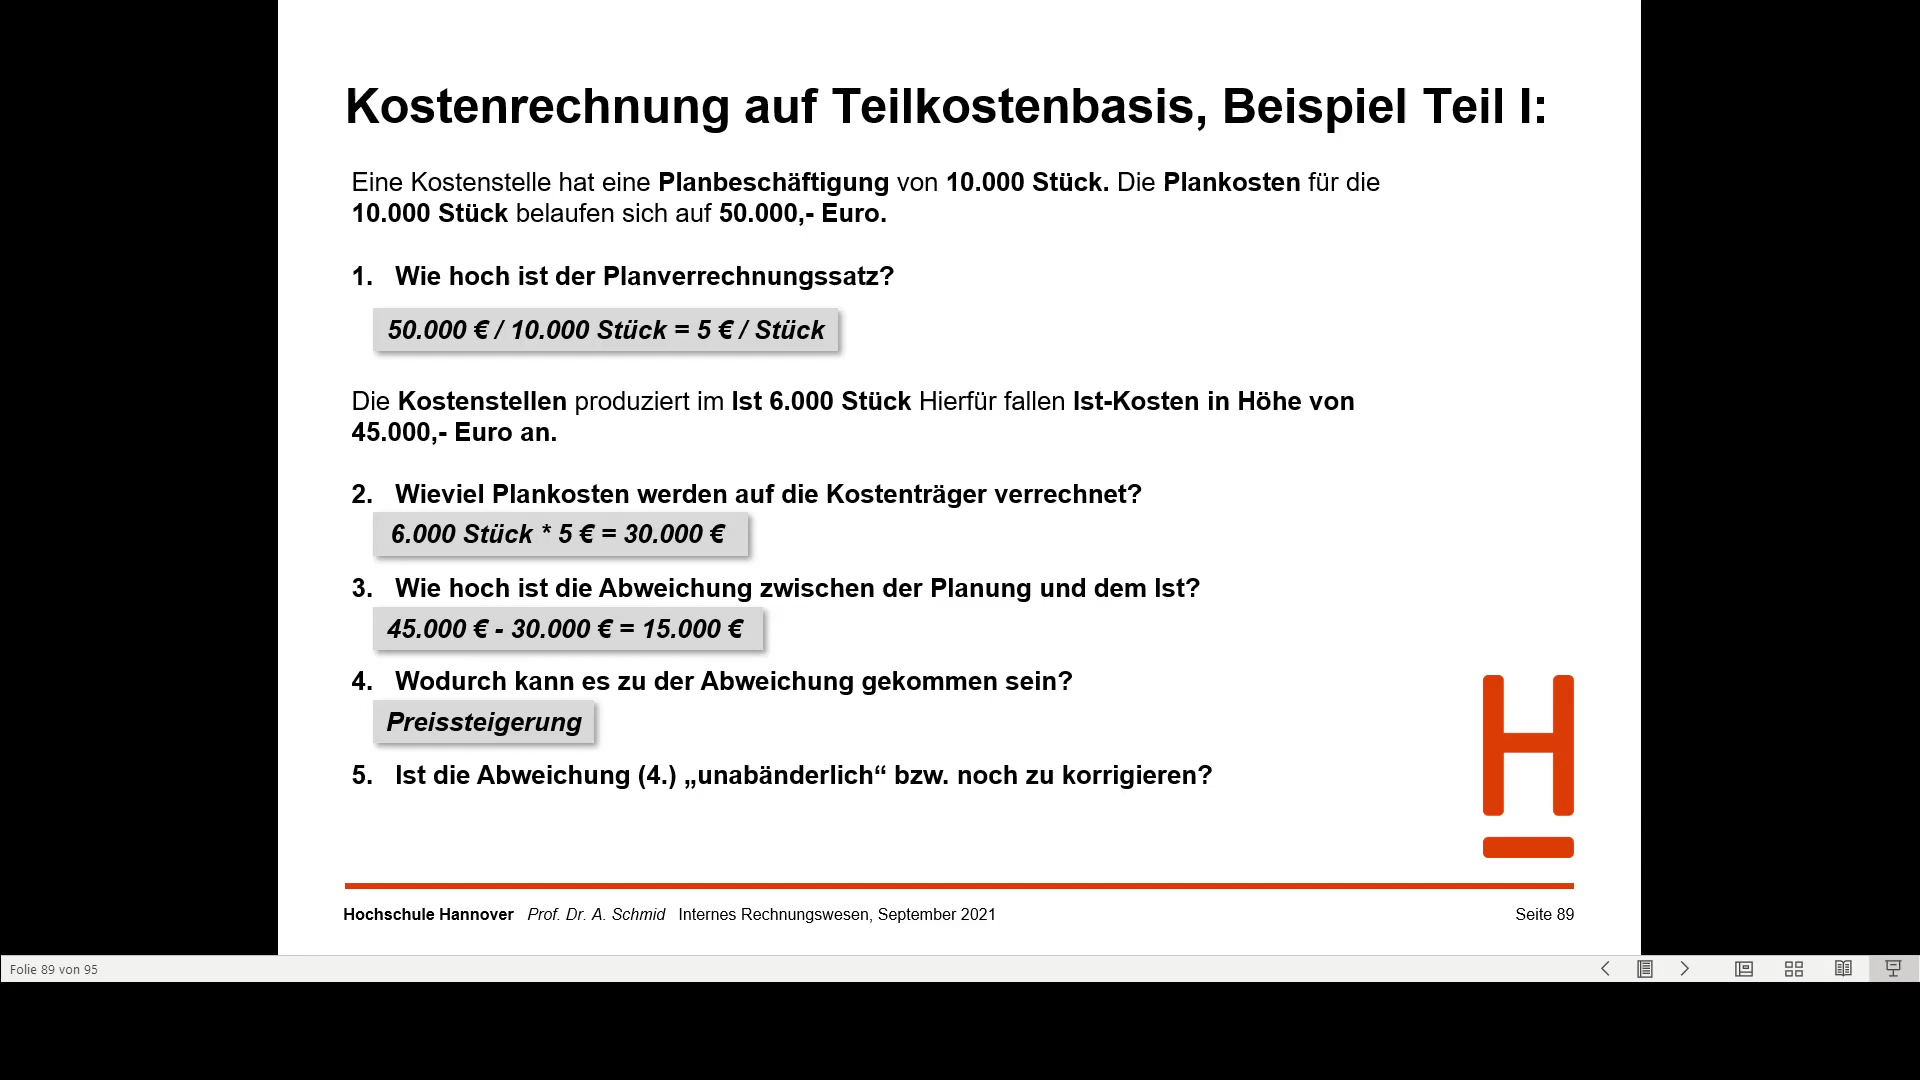 Kostenrechnung auf Teilkostenbasis, Beispiel Teil I:
Eine Kostenstelle hat eine Planbeschäftigung von 10.000 Stück. Die Plankosten für die
10.000 Stück belaufen sich auf 50.000,- Euro.
1. Wie hoch ist der Planverrechnungssatz?
50.000 € / 10.000 Stück = 5 € / Stück
Die Kostenstellen produziert im Ist 6.000 Stück Hierfür fallen Ist-Kosten in Höhe von
45.000,- Euro an.
2. Wieviel Plankosten werden auf die Kostenträger verrechnet?
6.000 Stück * 5 € = 30.000 €
3. Wie hoch ist die Abweichung zwischen der Planung und dem Ist?
45.000 € - 30.000 € = 15.000 €
4. Wodurch kann es zu der Abweichung gekommen sein?
Preissteigerung
5. Ist die Abweichung (4.) „unabänderlich“ bzw. noch zu korrigieren?
H
Hochschule Hannover Prof. Dr. A. Schmid Internes Rechnungswesen, September 2021 Seite 89
Folie 89 von 95